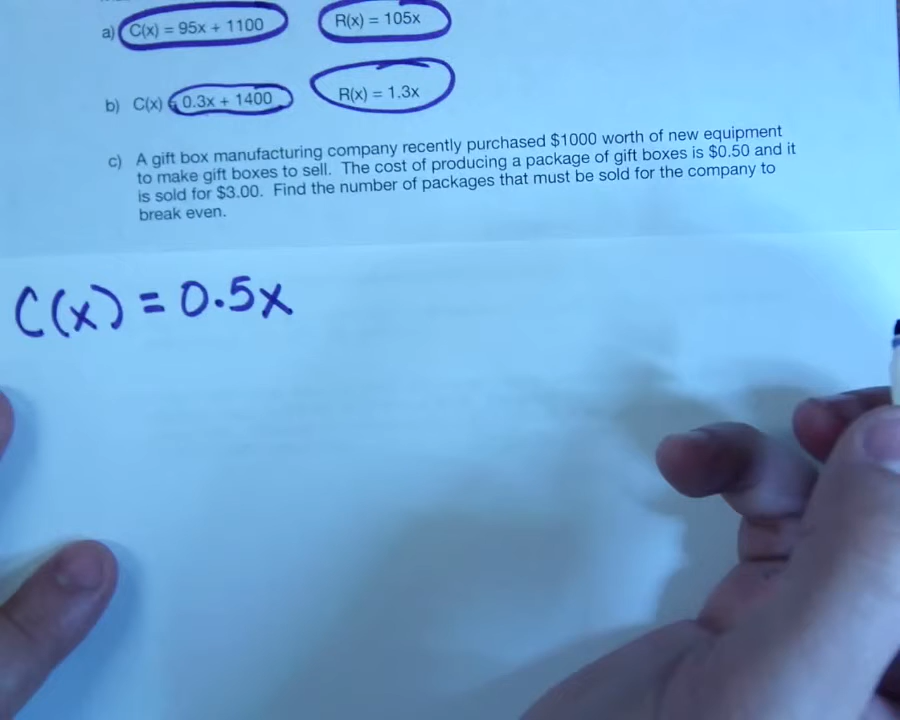 a) C(x) = 95x + 1100 R(x) = 105x
b) C(x) = 0.3x + 1400 R(x) = 1.3x
c) A gift box manufacturing company recently purchased $1000 worth of new equipment
to make gift boxes to sell. The cost of producing a package of gift boxes is $0.50 and it
is sold for $3.00. Find the number of packages that must be sold for the company to
break even.
C(x) = 0.5x